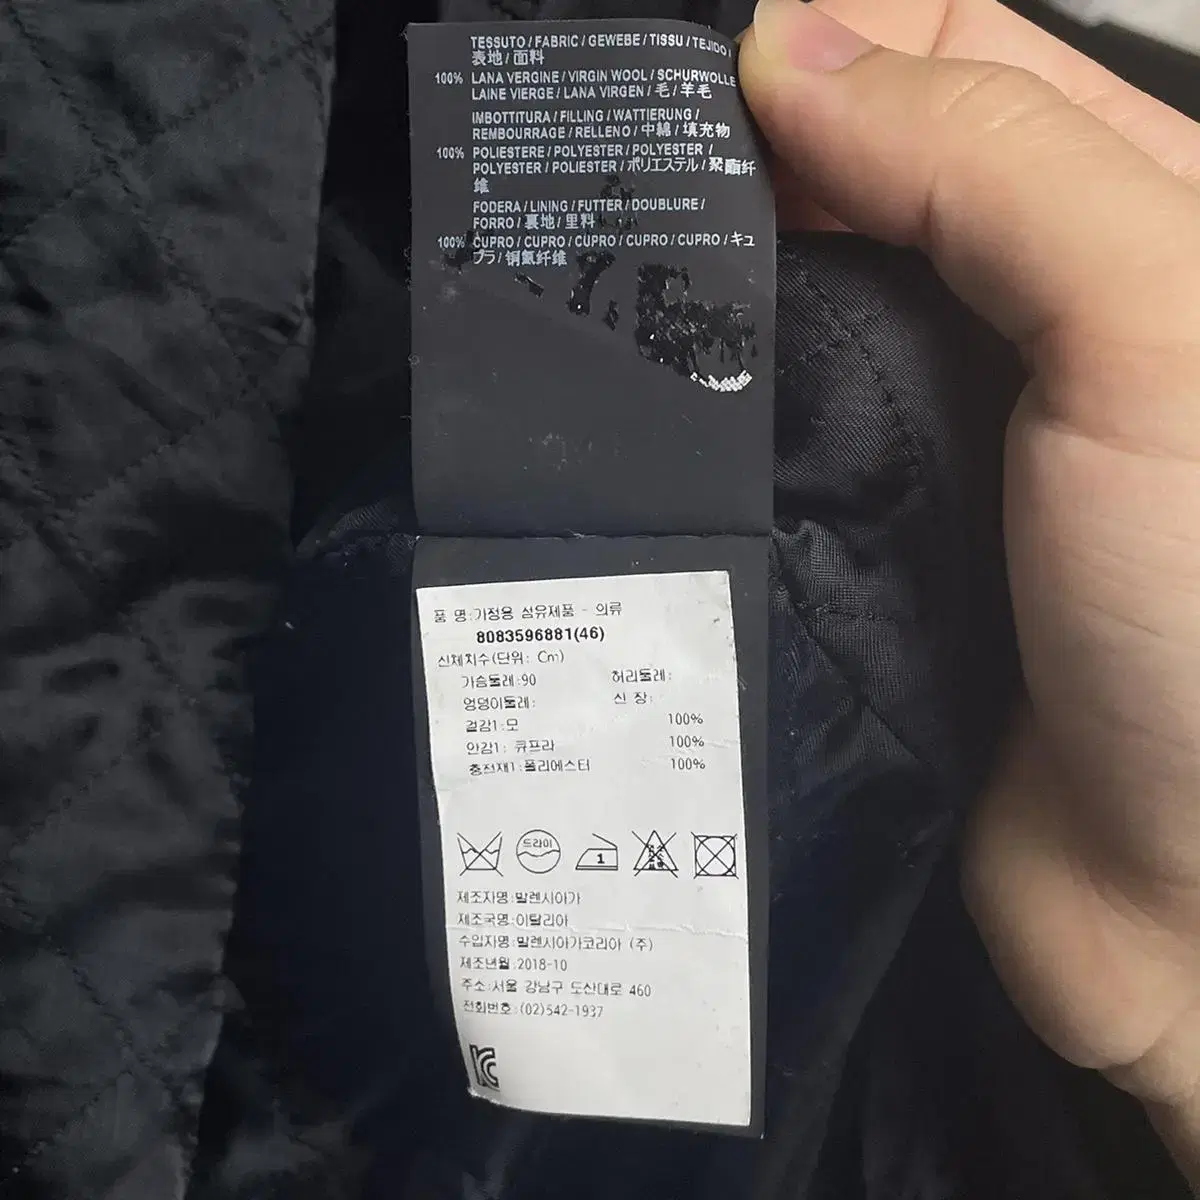 TESSUTO / FABRIC / GEWEBE / TISSU / TEJIDO /
表地 / 面料
100% LANA VERGINE / VIRGIN WOOL / SCHURWOLLE
LAINE VIERGE / LANA VIRGEN / 毛 / 羊毛
IMBOTTITURA / FILLING / WATTIERUNG /
REMBOURRAGE / RELLENO / 中綿 / 填充物
100% POLIESTERE / POLYESTER / POLYESTER /
POLYESTER / POLIESTER / ポリエステル / 聚酯纤
维
FODERA / LINING / FUTTER / DOUBLURE /
FORRO / 裏地 / 里料
100% CUPRO / CUPRO / CUPRO / CUPRO / CUPRO / キュ
プラ / 铜氨纤维
품 명:가정용 섬유제품 - 의류
8083596881(46)
신체치수(단위: Cm)
가슴둘레:90 허리둘레:
엉덩이둘레: 신 장:
겉감1:모 100%
안감1: 큐프라 100%
충전재1:폴리에스터 100%
드라이
1
제조자명:발렌시아가
제조국명:이탈리아
수입자명:발렌시아가코리아 (주)
제조년월:2018-10
주소:서울 강남구 도산대로 460
전화번호:(02)542-1937